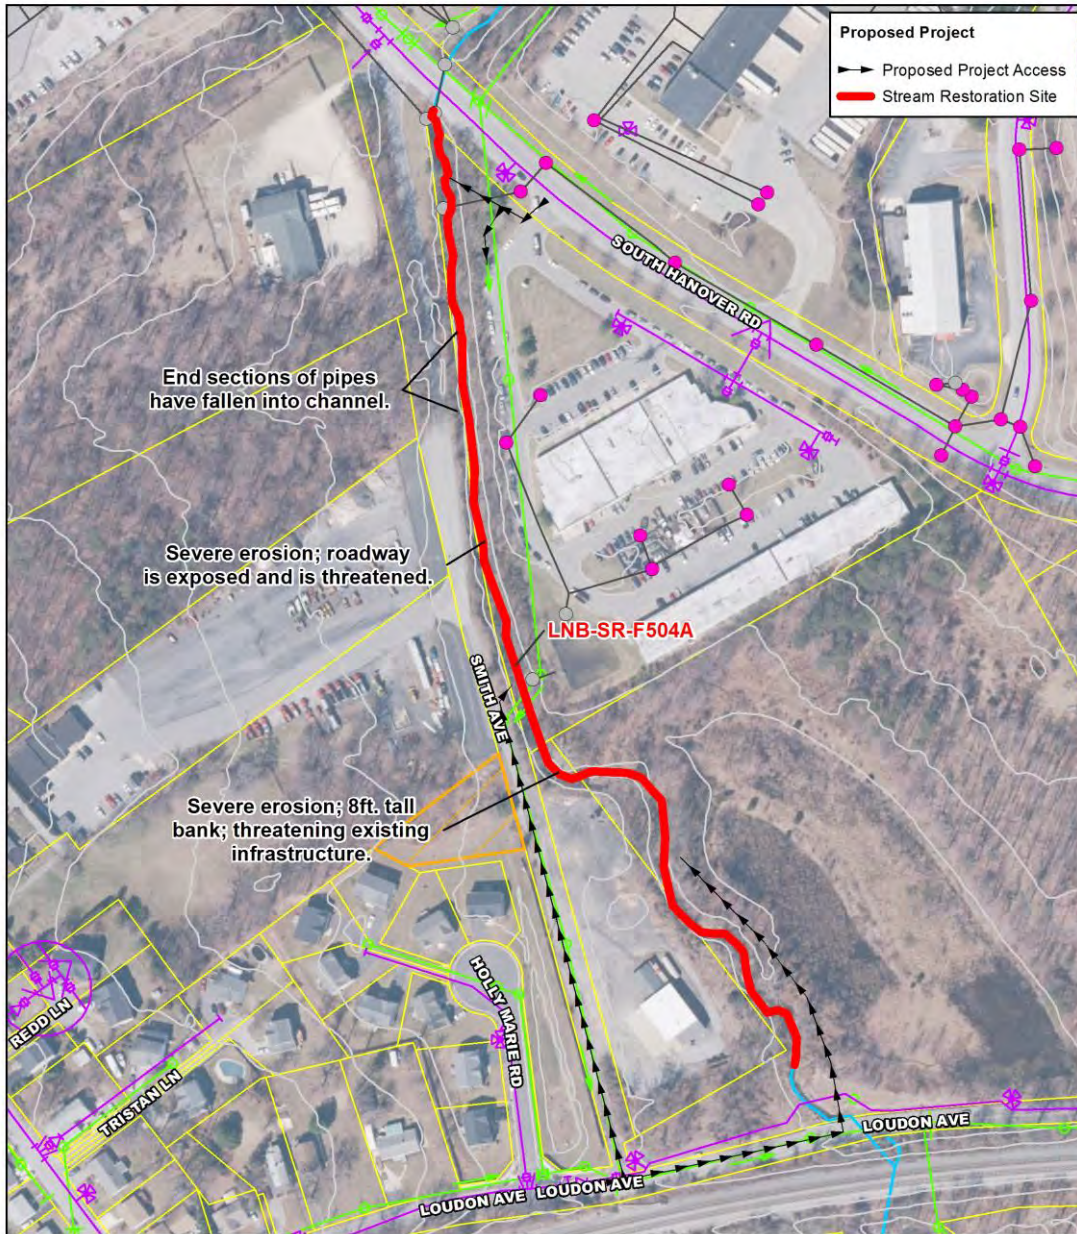 Proposed Project
Proposed Project Access
Stream Restoration Site
SOUTH HANOVER RD
End sections of pipes
have fallen into channel.
Severe erosion; roadway
is exposed and is threatened.
LNB-SR-F504A
SMITH AVE
Severe erosion; 8ft. tall
bank; threatening existing
infrastructure.
HOLLY MARIE RD
REDD LN
TRISTAN LN
LOUDON AVE
LOUDON AVE
LOUDON AVE